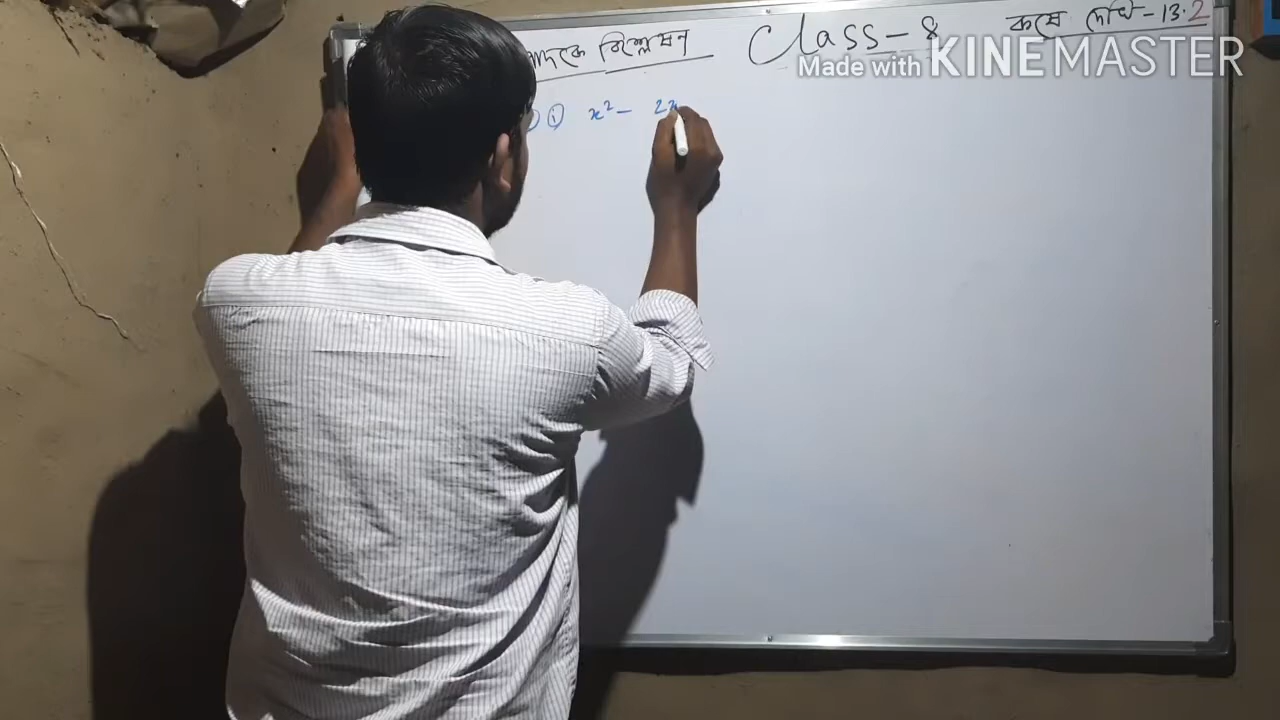 বিশ্লেষণ Class - 8 কষে দেখি - 13.2
Made with KINEMASTER
(i) x² - 2x